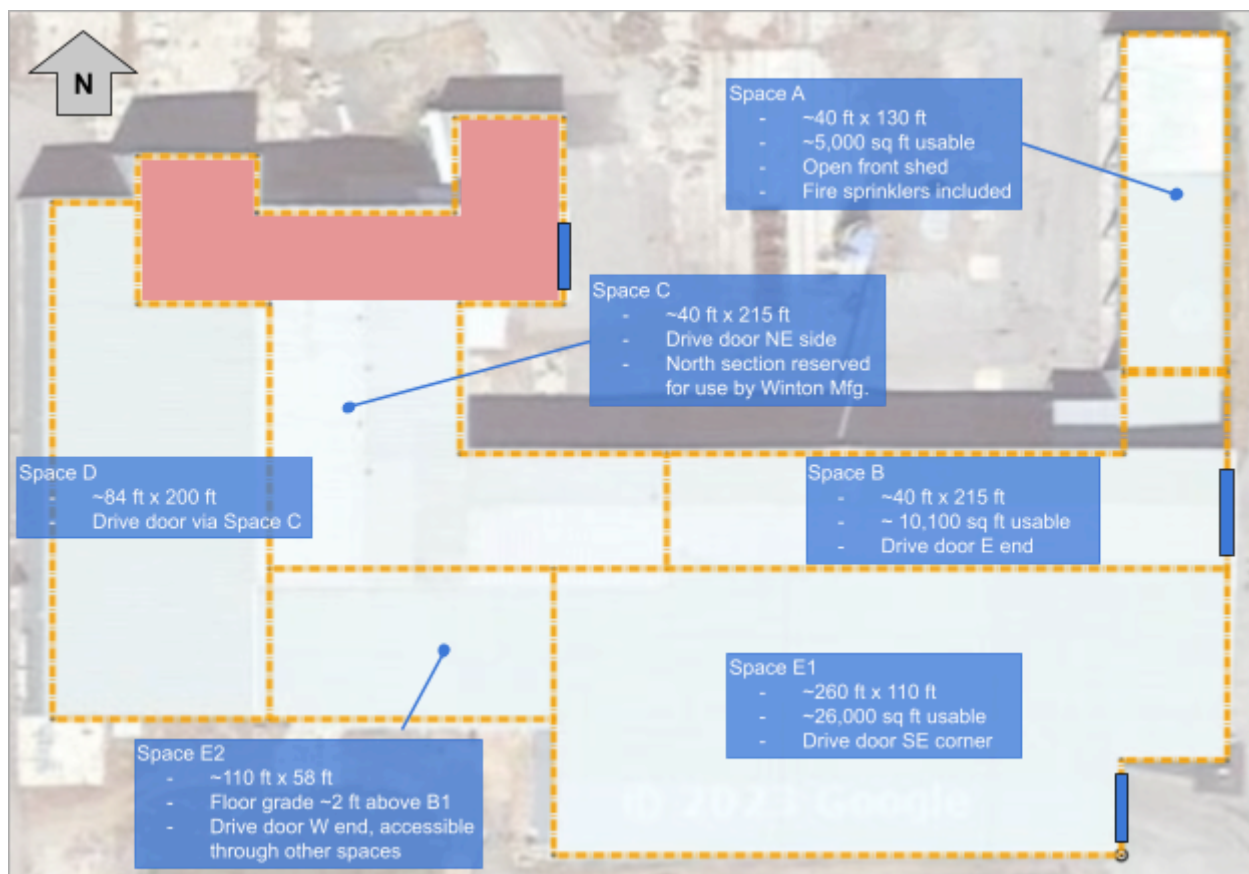 N
Space A
- ~40 ft x 130 ft
- ~5,000 sq ft usable
- Open front shed
- Fire sprinklers included
Space C
- ~40 ft x 215 ft
- Drive door NE side
- North section reserved
for use by Winton Mfg.
Space D
- ~84 ft x 200 ft
- Drive door via Space C
Space B
- ~40 ft x 215 ft
- ~ 10,100 sq ft usable
- Drive door E end
Space E1
- ~260 ft x 110 ft
- ~26,000 sq ft usable
- Drive door SE corner
Space E2
- ~110 ft x 58 ft
- Floor grade ~2 ft above B1
- Drive door W end, accessible
through other spaces
© 2023 Google